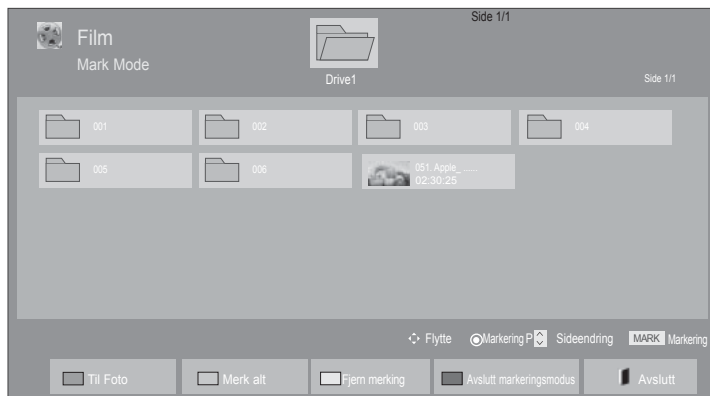 Side 1/1
Film
Mark Mode
Drive1
Side 1/1
001
002
003
004
005
006
051. Apple_ ......
02:30:25
Flytte
Markering P
Sideendring
MARK
Markering
Til Foto
Merk alt
Fjern merking
Avslutt markeringsmodus
Avslutt